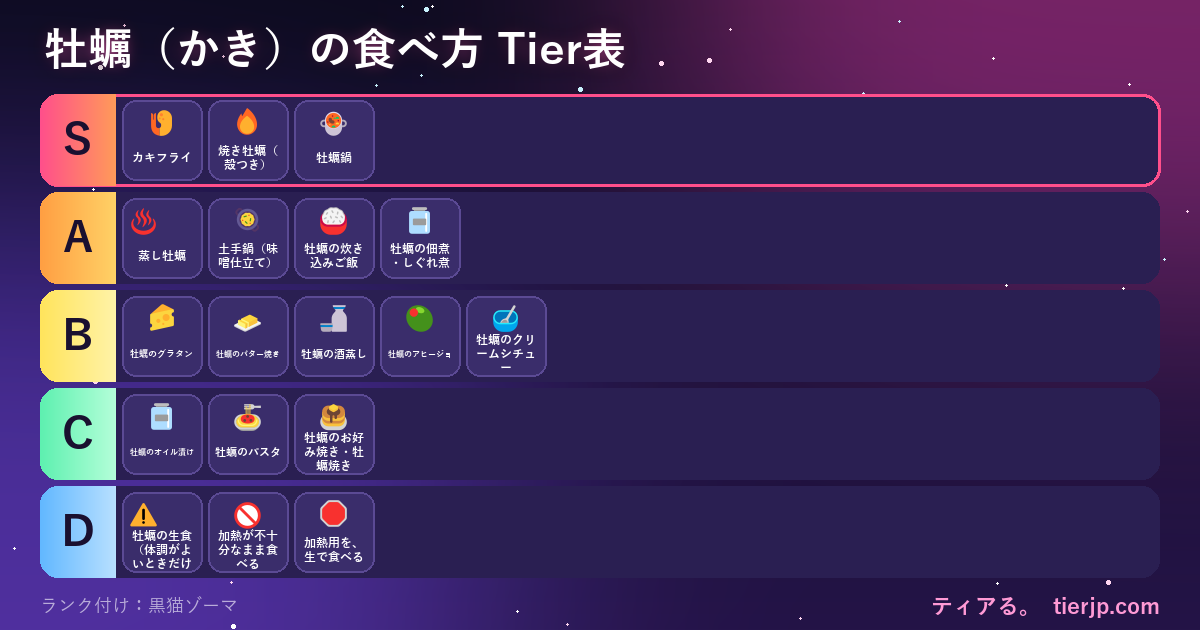 牡蠣（かき）の食べ方 Tier表
S
カキフライ
焼き牡蠣（
殻つき）
牡蠣鍋
A
蒸し牡蠣
土手鍋（味
噌仕立て）
牡蠣の炊き
込みご飯
牡蠣の佃煮
・しぐれ煮
B
牡蠣のグラタン
牡蠣のバター焼き
牡蠣の酒蒸し
牡蠣のアヒージョ
牡蠣のクリ
ームシチュ
ー
C
牡蠣のオイル漬け
牡蠣のパスタ
牡蠣のお好
み焼き・牡
蠣焼き
D
牡蠣の生食
（体調がよ
いときだけ
加熱が不十
分なまま食
べる
加熱用を、
生で食べる
ランク付け：黒猫ゾーマ
ティアる。 tierjp.com